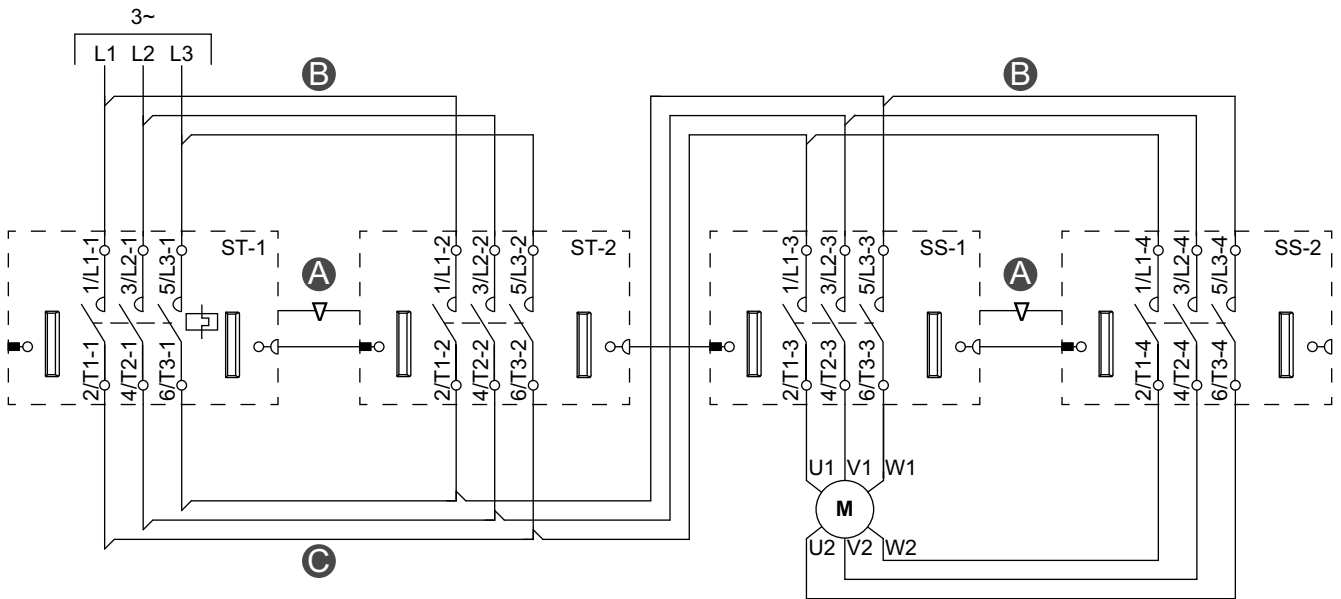 3~
L1 L2 L3
B
B
1/L1-1 3/L2-1 5/L3-1 ST-1
A
1/L1-2 3/L2-2 5/L3-2 ST-2
1/L1-3 3/L2-3 5/L3-3 SS-1
A
1/L1-4 3/L2-4 5/L3-4 SS-2
2/T1-1 4/T2-1 6/T3-1
2/T1-2 4/T2-2 6/T3-2
2/T1-3 4/T2-3 6/T3-3
2/T1-4 4/T2-4 6/T3-4
U1 V1 W1
M
U2 V2 W2
C